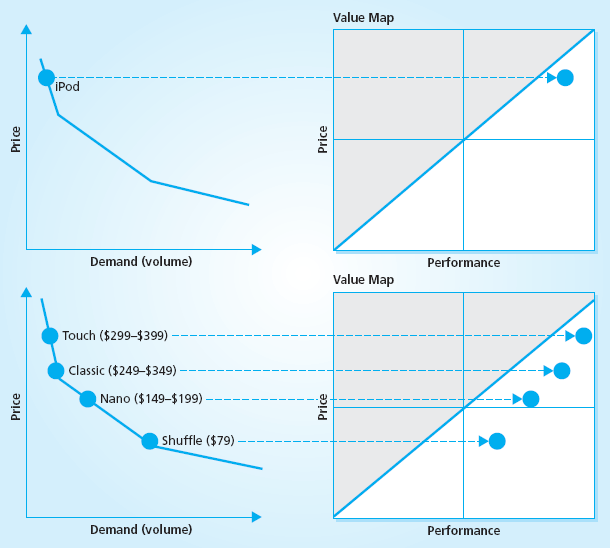 Value Map
iPod
Price
Price
Demand (volume)
Performance
Value Map
Touch ($299–$399)
Classic ($249–$349)
Nano ($149–$199)
Shuffle ($79)
Price
Price
Demand (volume)
Performance